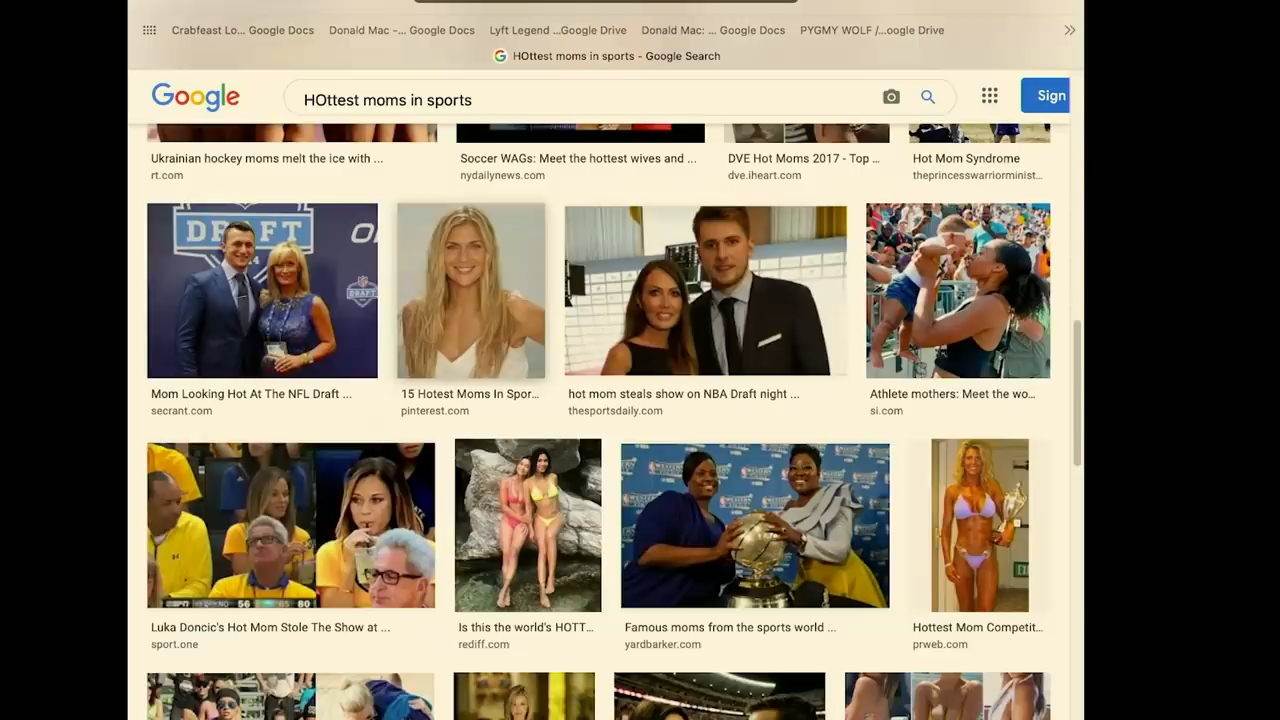 Crabfeast Lo... Google Docs Donald Mac -... Google Docs Lyft Legend ...Google Drive Donald Mac: ... Google Docs PYGMY WOLF /...oogle Drive
HOttest moms in sports - Google Search
Google HOttest moms in sports Sign
Ukrainian hockey moms melt the ice with ... Soccer WAGs: Meet the hottest wives and ... DVE Hot Moms 2017 - Top ... Hot Mom Syndrome
rt.com nydailynews.com dve.iheart.com theprincesswarriorminist...
DRAFT
Mom Looking Hot At The NFL Draft ... 15 Hotest Moms In Spor... hot mom steals show on NBA Draft night ... Athlete mothers: Meet the wo...
secrant.com pinterest.com thesportsdaily.com si.com
56 65 80
Luka Doncic's Hot Mom Stole The Show at ... Is this the world's HOTT... Famous moms from the sports world ... Hottest Mom Competit...
sport.one rediff.com yardbarker.com prweb.com